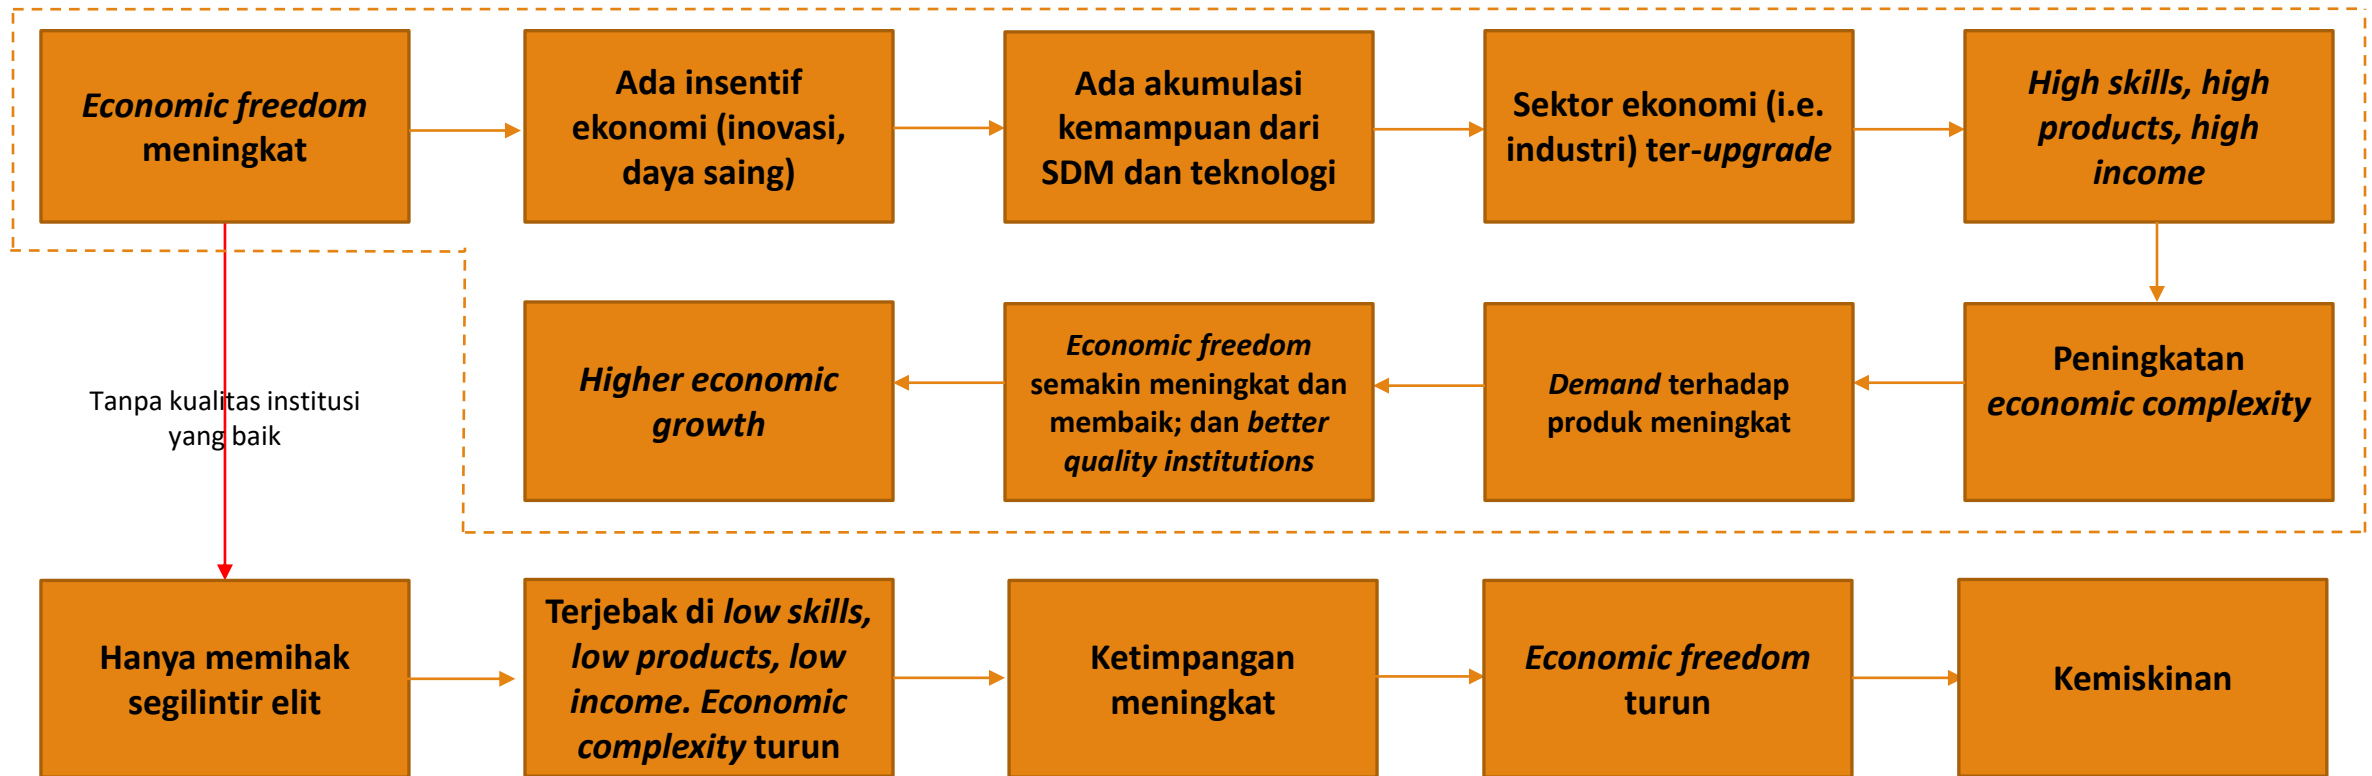 Economic freedom
meningkat
Ada insentif
ekonomi (inovasi,
daya saing)
Ada akumulasi
kemampuan dari
SDM dan teknologi
Sektor ekonomi (i.e.
industri) ter-upgrade
High skills, high
products, high
income
Higher economic
growth
Economic freedom
semakin meningkat dan
membaik; dan better
quality institutions
Demand terhadap
produk meningkat
Peningkatan
economic complexity
Tanpa kualitas institusi
yang baik
Hanya memihak
segilintir elit
Terjebak di low skills,
low products, low
income. Economic
complexity turun
Ketimpangan
meningkat
Economic freedom
turun
Kemiskinan